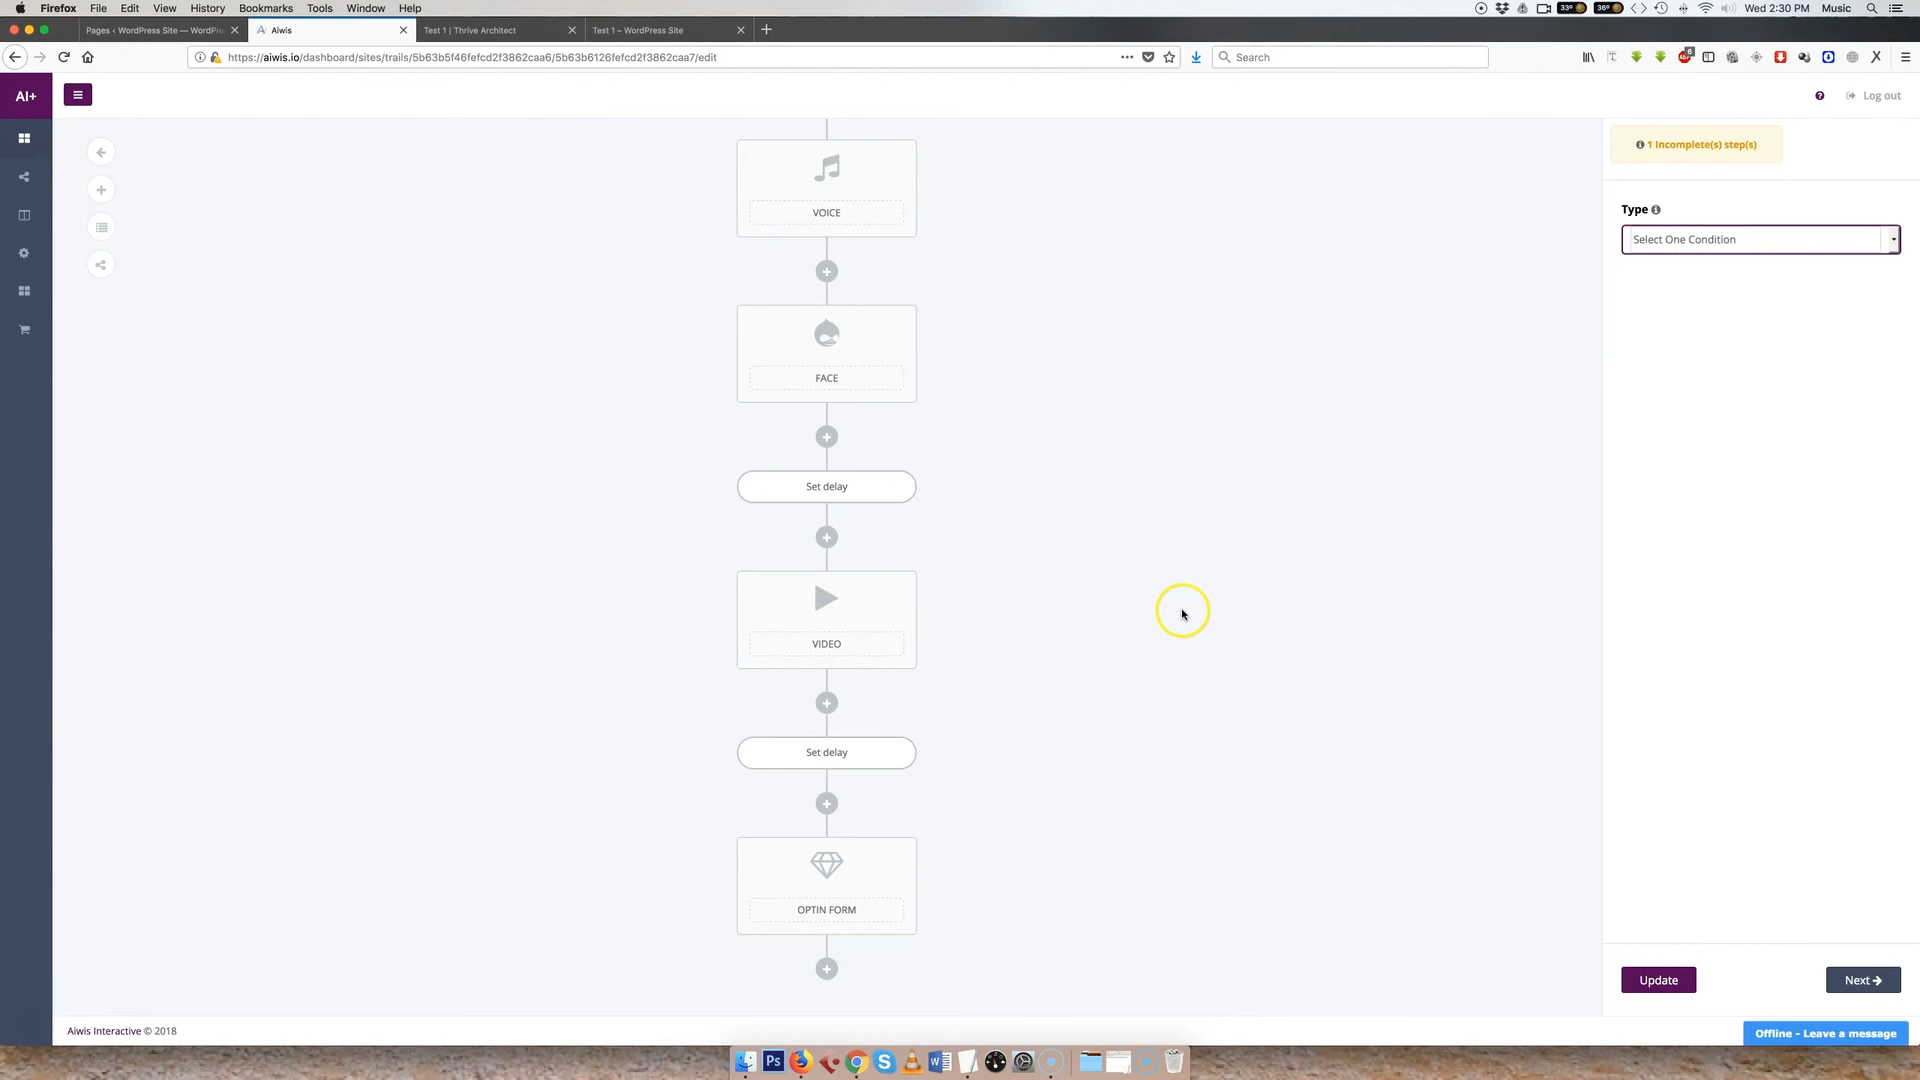 Firefox File Edit View History Bookmarks Tools Window Help 33° 36° Wed 2:30 PM Music
Pages ‹ WordPress Site — WordPre Aiwis Test 1 | Thrive Architect Test 1 – WordPress Site
https://aiwis.io/dashboard/sites/trails/5b63b5f46fefcd2f3862caa6/5b63b6126fefcd2f3862caa7/edit Search
AI+ Log out
1 Incomplete(s) step(s)
Type
Select One Condition
VOICE
FACE
Set delay
VIDEO
Set delay
OPTIN FORM
Update Next
Aiwis Interactive © 2018
Offline - Leave a message